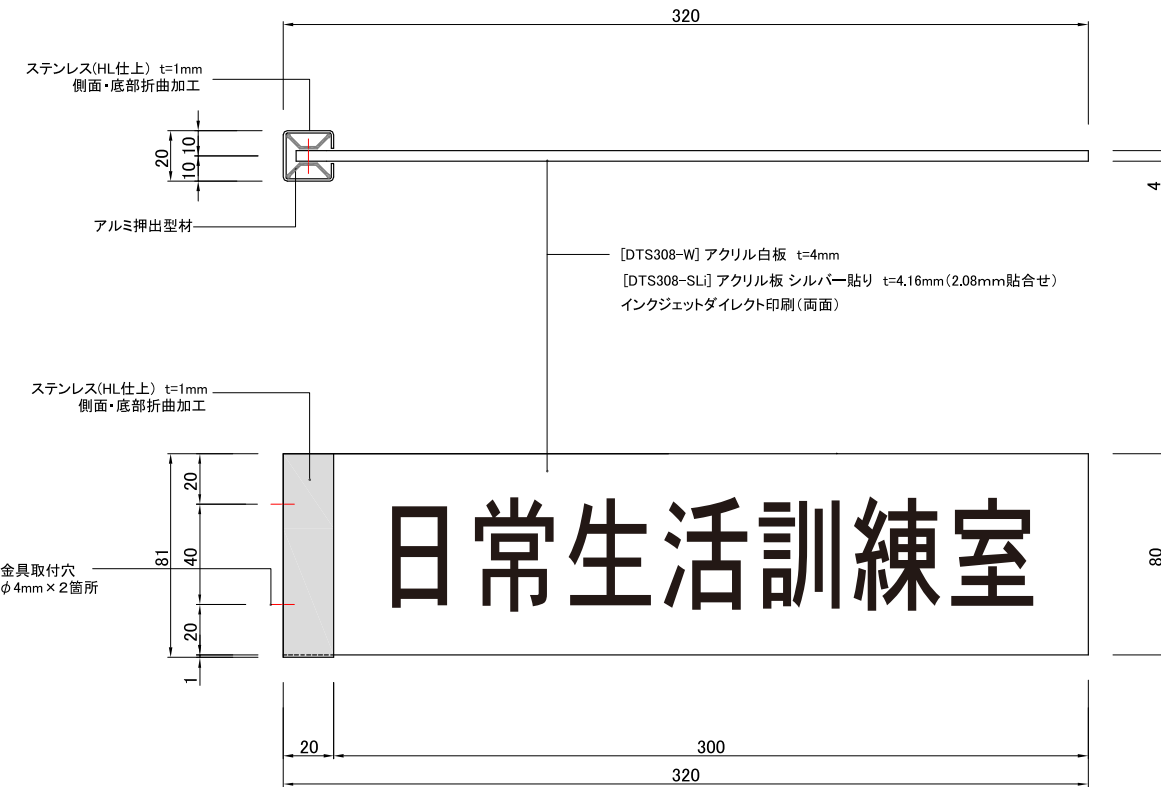 320
ステンレス(HL仕上) t=1mm
側面・底部折曲加工
20
10
10
4
アルミ押出型材
[DTS308-W] アクリル白板 t=4mm
[DTS308-SLi] アクリル板 シルバー貼り t=4.16mm(2.08mm貼合せ)
インクジェットダイレクト印刷(両面)
ステンレス(HL仕上) t=1mm
側面・底部折曲加工
20
81
40
20
1
金具取付穴
φ4mm×2箇所
日常生活訓練室
80
20
300
320